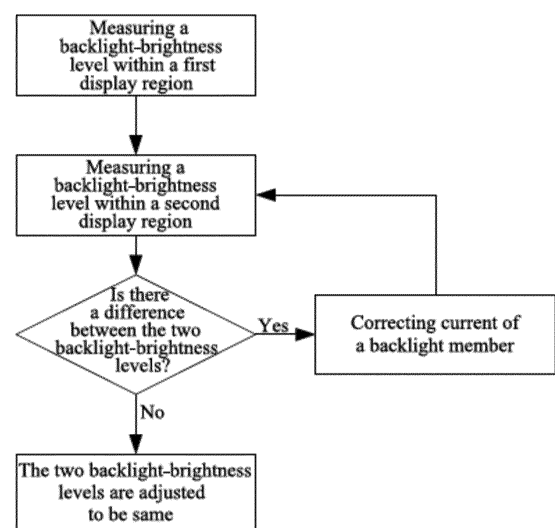 Measuring a
backlight-brightness
level within a first
display region
Measuring a
backlight-brightness
level within a second
display region
Is there
a difference
between the two
backlight-brightness
levels?
Yes
Correcting current of
a backlight member
No
The two backlight-brightness
levels are adjusted
to be same